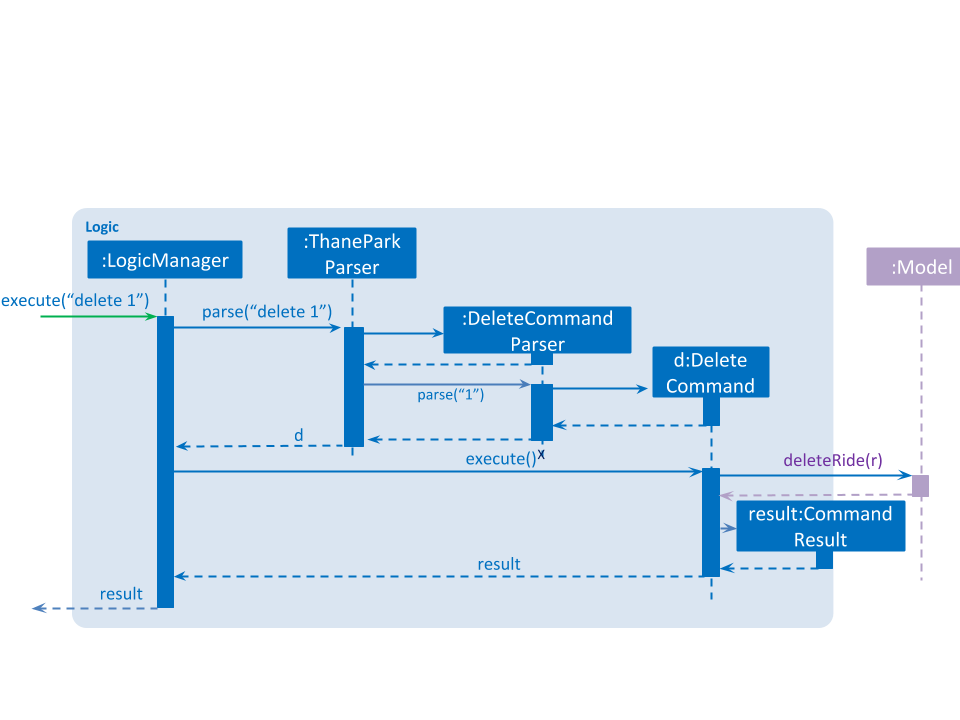 Logic
:LogicManager
:ThanePark
Parser
:Model
execute(“delete 1”)
parse(“delete 1”)
:DeleteCommand
Parser
d:Delete
Command
parse(“1”)
d
execute()
X
deleteRide(r)
result:Command
Result
result
result